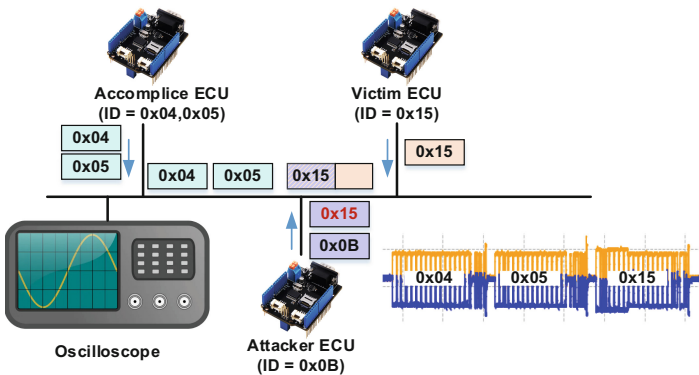 Accomplice ECU
(ID = 0x04,0x05)
Victim ECU
(ID = 0x15)
0x04
0x05
0x15
0x04
0x05
0x15
0x15
0x0B
0x04
0x05
0x15
Oscilloscope
Attacker ECU
(ID = 0x0B)